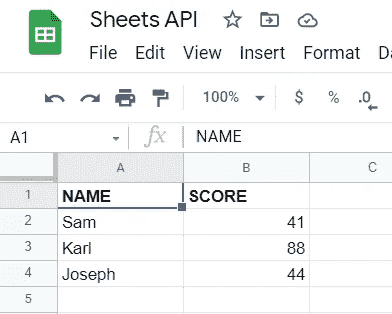 Sheets API
File Edit View Insert Format
100% $ % .0
A1 fx NAME
A B C
1 NAME SCORE
2 Sam 41
3 Karl 88
4 Joseph 44
5